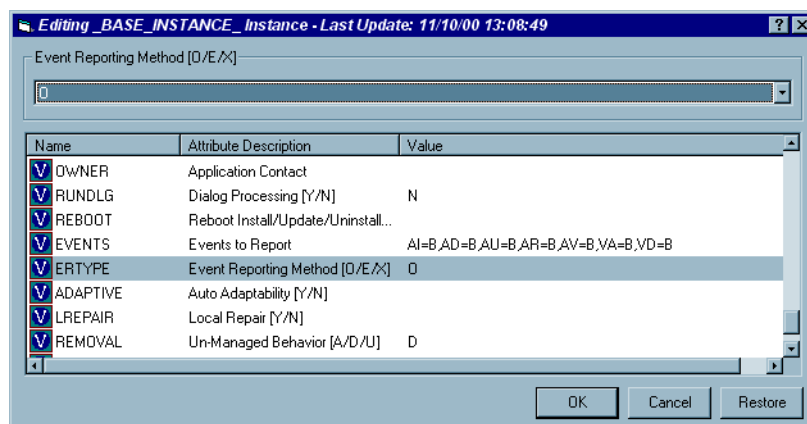 Editing _BASE_INSTANCE_ Instance - Last Update: 11/10/00 13:08:49
Event Reporting Method [O/E/X]
O
Name Attribute Description Value
V OWNER Application Contact
V RUNDLG Dialog Processing [Y/N] N
V REBOOT Reboot Install/Update/Uninstall...
V EVENTS Events to Report AI=B,AD=B,AU=B,AR=B,AV=B,VA=B,VD=B
V ERTYPE Event Reporting Method [O/E/X] O
V ADAPTIVE Auto Adaptability [Y/N]
V LREPAIR Local Repair [Y/N]
V REMOVAL Un-Managed Behavior [A/D/U] D
OK Cancel Restore